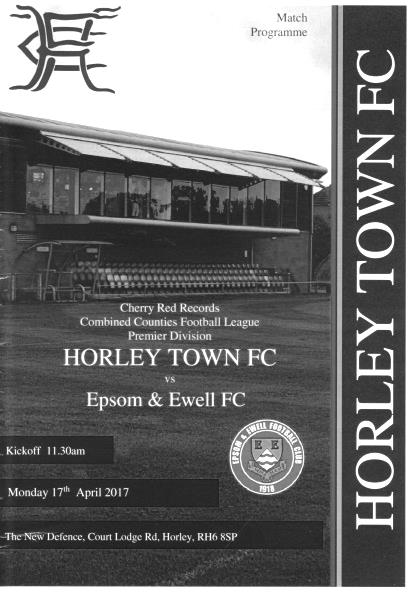 Match
Programme
HORLEY TOWN FC
Cherry Red Records
Combined Counties Football League
Premier Division
HORLEY TOWN FC
vs
Epsom & Ewell FC
EPSOM & EWELL FOOTBALL CLUB
E E
1918
Kickoff 11.30am
Monday 17th April 2017
The New Defence, Court Lodge Rd, Horley, RH6 8SP